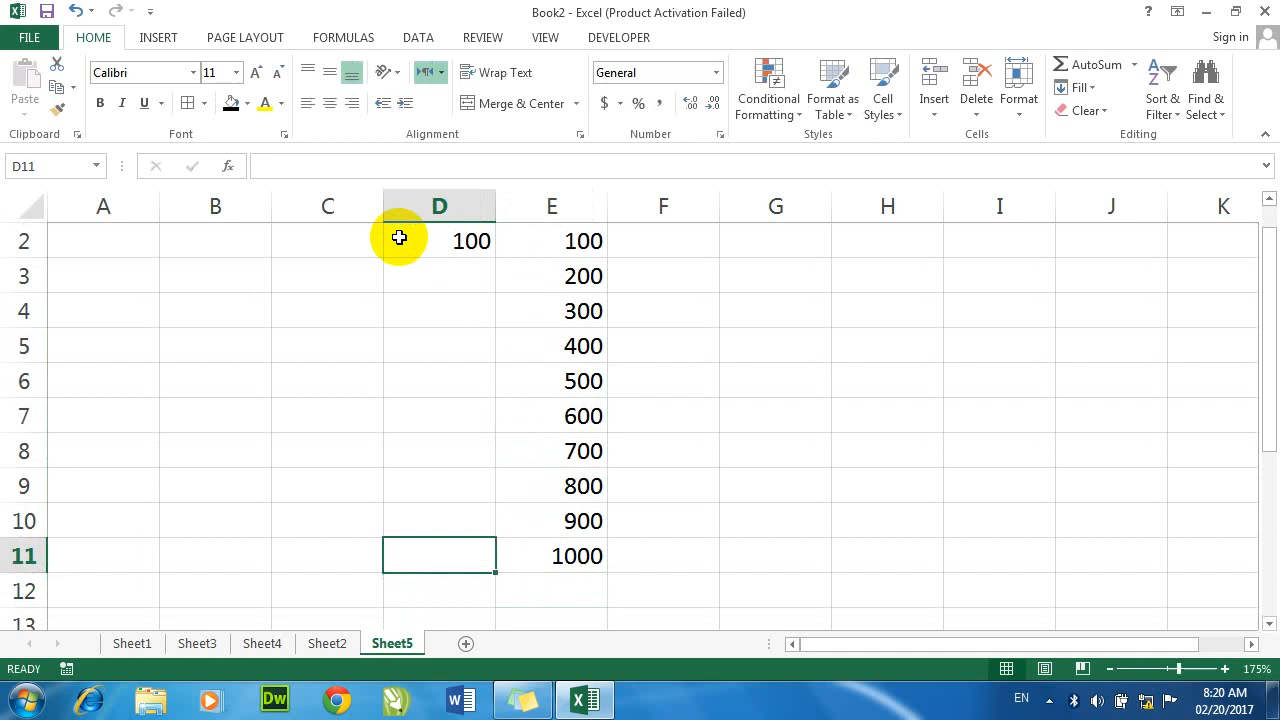 Book2 - Excel (Product Activation Failed)
FILE HOME INSERT PAGE LAYOUT FORMULAS DATA REVIEW VIEW DEVELOPER Sign in
Paste
Calibri 11
B I U A
Wrap Text
Merge & Center
General
$ % ,
Conditional Formatting
Format as Table
Cell Styles
Insert
Delete
Format
AutoSum
Fill
Clear
Sort & Filter
Find & Select
Clipboard Font Alignment Number Styles Cells Editing
D11 fx
A B C D E F G H I J K
2 100 100
3 200
4 300
5 400
6 500
7 600
8 700
9 800
10 900
11 1000
12
13
Sheet1 Sheet3 Sheet4 Sheet2 Sheet5
READY 175%
Dw W EN 8:20 AM
02/20/2017